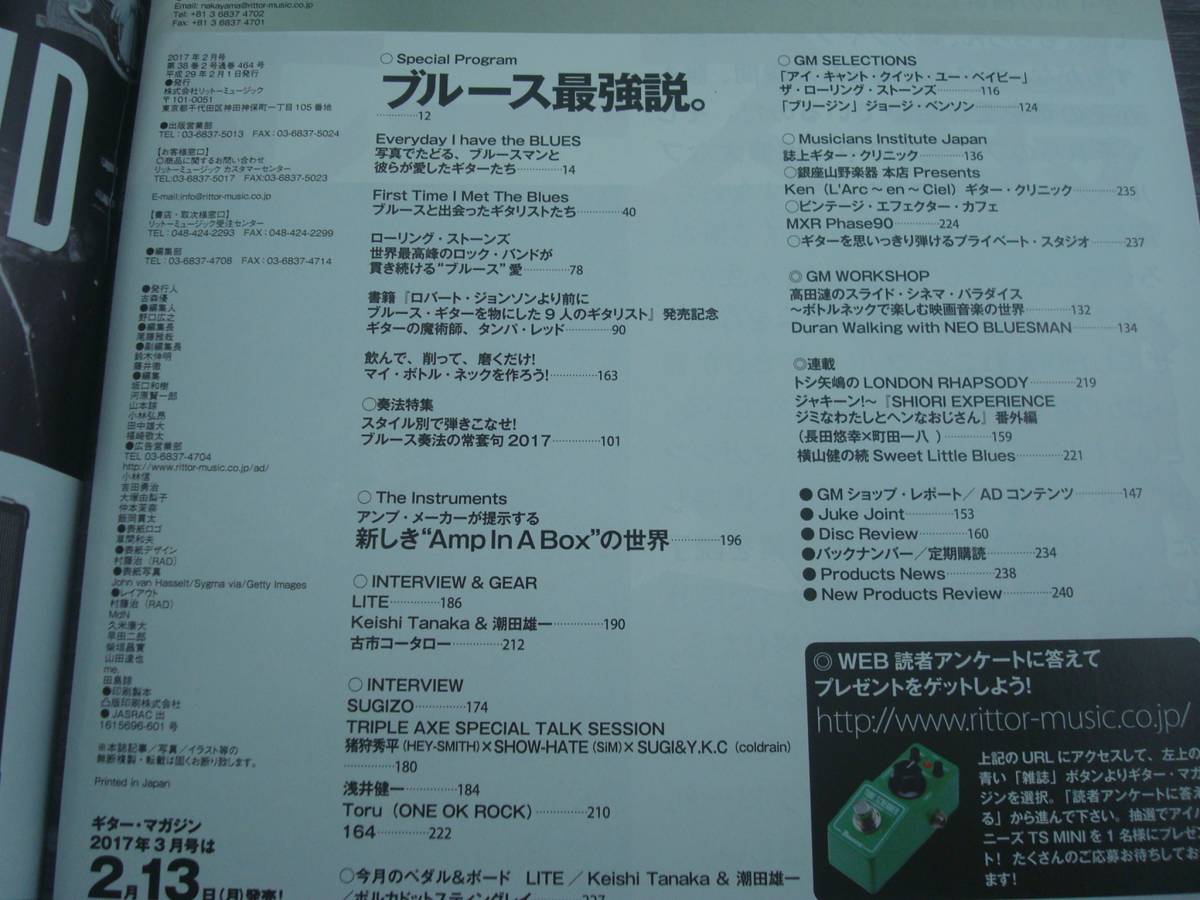 Email: nakayama@rittor-music.co.jp
Tel: +81 3 6837 4702
Fax: +81 3 6837 4701
2017年2月号
第38巻2号通巻464号
平成29年2月1日発行
●発行
株式会社リットーミュージック
〒101-0051
東京都千代田区神田神保町一丁目105番地
●出版営業部
TEL:03-6837-5013 FAX:03-6837-5024
【お客様窓口】
○商品に関するお問い合わせ
リットーミュージック カスタマーセンター
TEL:03-6837-5017 FAX:03-6837-5023
E-mail:info@rittor-music.co.jp
【書店・取次様窓口】
リットーミュージック受注センター
TEL:048-424-2293 FAX:048-424-2299
●編集部
TEL:03-6837-4708 FAX:03-6837-4714
●発行人
古森優
●編集人
野口広之
●編集長
尾藤雅哉
●副編集長
鈴木伸明
藤井徹
●編集
坂口和樹
河原賢一郎
山本諒
小林弘昂
田中雄大
福崎敬太
●広告営業部
TEL 03-6837-4704
http://www.rittor-music.co.jp/ad/
小林信
吉田勇治
大塚由梨子
仲本茉奈
飯岡真太
●表紙ロゴ
草間和夫
●表紙デザイン
村藤治（RAD）
●表紙写真
John van Hasselt/Sygma via/Getty Images
●レイアウト
村藤治（RAD）
MdN
久米康大
早田二郎
柴垣昌實
山田達也
me.
田島諒
●印刷製本
凸版印刷株式会社
● JASRAC 出
1615696-601号
※本誌記事／写真／イラスト等の
無断複製・転載は固くお断り致します。
Printed in Japan
ギター・マガジン
2017年3月号は
2月13日(月)発売!
○ Special Program
ブルース最強説。
…………12
Everyday I have the BLUES
写真でたどる、ブルースマンと
彼らが愛したギターたち…………14
First Time I Met The Blues
ブルースと出会ったギタリストたち…………40
ローリング・ストーンズ
世界最高峰のロック・バンドが
貫き続ける“ブルース”愛…………78
書籍『ロバート・ジョンソンより前に
ブルース・ギターを物にした9人のギタリスト』発売記念
ギターの魔術師、タンパ・レッド…………90
飲んで、削って、磨くだけ!
マイ・ボトル・ネックを作ろう!…………163
○奏法特集
スタイル別で弾きこなせ!
ブルース奏法の常套句2017…………101
○ The Instruments
アンプ・メーカーが提示する
新しき“Amp In A Box”の世界…………196
○ INTERVIEW & GEAR
LITE…………186
Keishi Tanaka & 潮田雄一…………190
古市コータロー…………212
○ INTERVIEW
SUGIZO…………174
TRIPLE AXE SPECIAL TALK SESSION
猪狩秀平(HEY-SMITH)×SHOW-HATE(SiM)×SUGI&Y.K.C(coldrain)
…………180
浅井健一…………184
Toru（ONE OK ROCK）…………210
164…………222
○今月のペダル&ボード LITE／Keishi Tanaka & 潮田雄一
／ポルカドットスティングレイ…………227
○ GM SELECTIONS
「アイ・キャント・クイット・ユー・ベイビー」
ザ・ローリング・ストーンズ…………116
「ブリージン」ジョージ・ベンソン…………124
○ Musicians Institute Japan
誌上ギター・クリニック…………136
○銀座山野楽器 本店 Presents
Ken（L'Arc～en～Ciel）ギター・クリニック…………235
○ビンテージ・エフェクター・カフェ
MXR Phase90…………224
○ギターを思いっきり弾けるプライベート・スタジオ…………237
◎ GM WORKSHOP
高田漣のスライド・シネマ・パラダイス
～ボトルネックで楽しむ映画音楽の世界…………132
Duran Walking with NEO BLUESMAN…………134
◎連載
トシ矢嶋のLONDON RHAPSODY…………219
ジャキーン!～『SHIORI EXPERIENCE
ジミなわたしとヘンなおじさん』番外編
（長田悠幸×町田一八 ）…………159
横山健の続 Sweet Little Blues…………221
● GM ショップ・レポート／ AD コンテンツ…………147
● Juke Joint…………153
● Disc Review…………160
●バックナンバー／定期購読…………234
● Products News…………238
● New Products Review…………240
◎ WEB 読者アンケートに答えて
プレゼントをゲットしよう!
http://www.rittor-music.co.jp/
上記のURLにアクセスして、左上の
青い「雑誌」ボタンよりギター・マガ
ジンを選択。「読者アンケートに答え
る」から進んで下さい。抽選でアイバ
ニーズ TS MINI を1名様にプレゼン
ト! たくさんのご応募お待ちしており
ます!